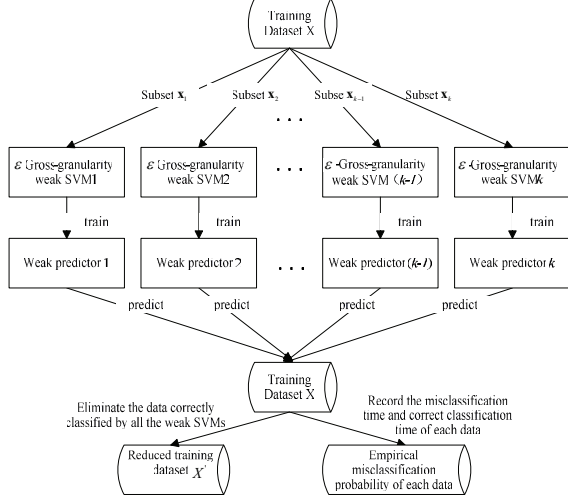 Training
Dataset X
Subset x₁
Subset x₂
Subset xₖ₋₁
Subset xₖ
. . .
ε Gross-granularity
weak SVM1
ε Gross-granularity
weak SVM2
. . .
ε -Gross-granularity
weak SVM (k-1)
ε Gross-granularity
weak SVMk
train
train
train
train
Weak predictor 1
Weak predictor 2
. . .
Weak predictor (k-1)
Weak predictor k
predict
predict
predict
predict
Training
Dataset X
Eliminate the data correctly
classified by all the weak SVMs
Record the misclassification
time and correct classification
time of each data
Reduced training
dataset X'
Empirical
misclassification
probability of each data